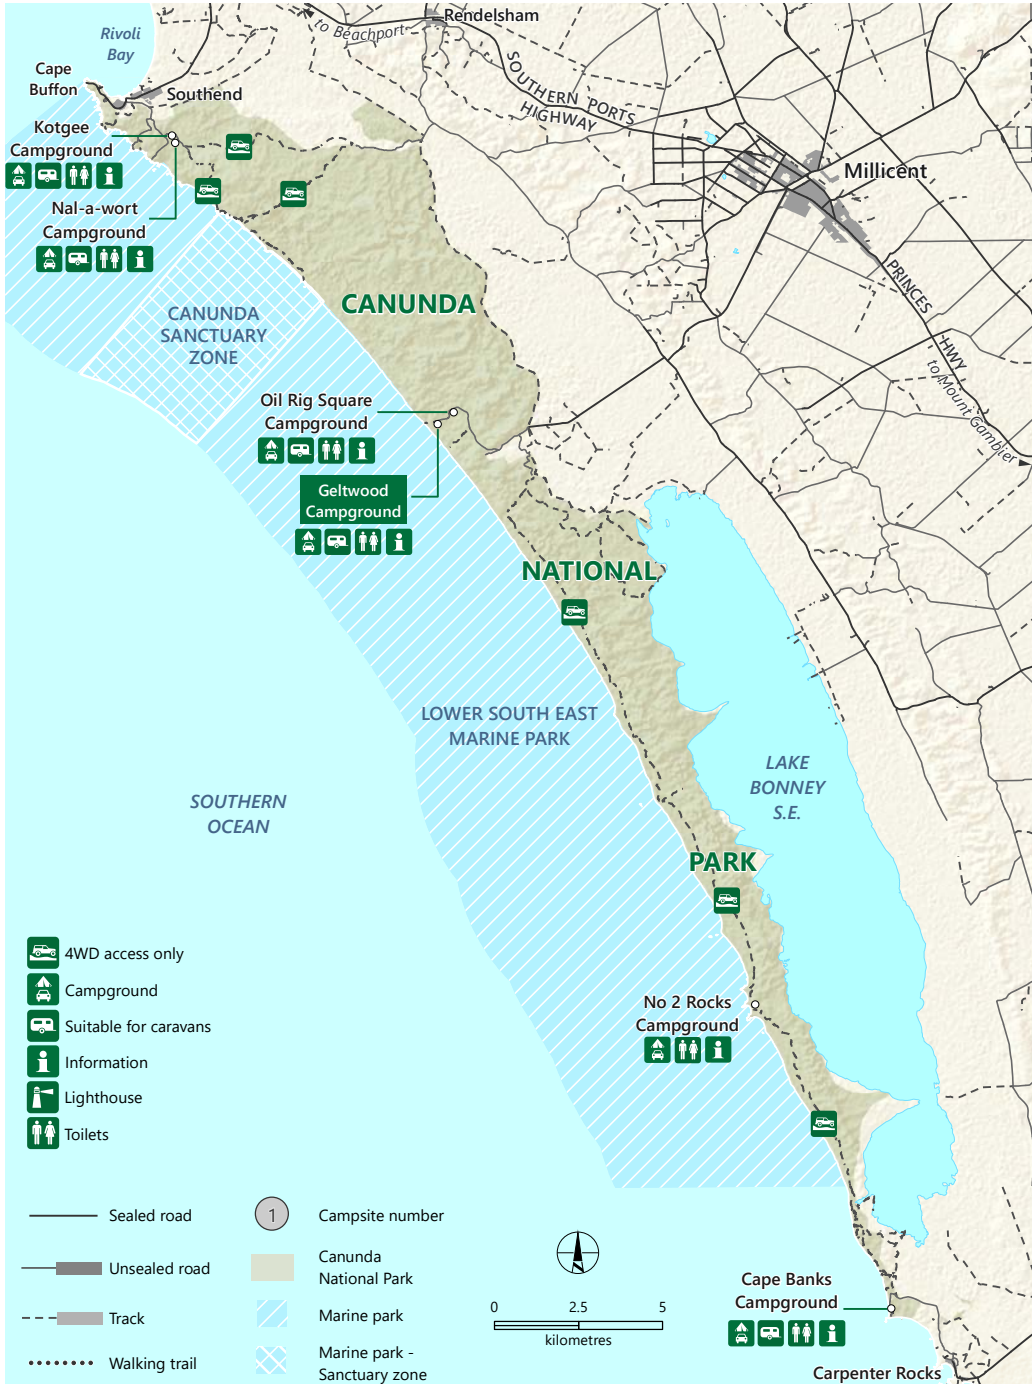 Rendelsham
to Beachport
Rivoli
Bay
SOUTHERN PORTS
HIGHWAY
Cape
Buffon
Southend
Kotgee
Campground
Millicent
Nal-a-wort
Campground
PRINCES
HWY
to Mount Gambier
CANUNDA
CANUNDA
SANCTUARY
ZONE
Oil Rig Square
Campground
Geltwood
Campground
NATIONAL
LOWER SOUTH EAST
MARINE PARK
LAKE
BONNEY
S.E.
SOUTHERN
OCEAN
PARK
No 2 Rocks
Campground
4WD access only
Campground
Suitable for caravans
Information
Lighthouse
Toilets
Sealed road
Unsealed road
Track
Walking trail
1
Campsite number
Canunda
National Park
Marine park
Marine park -
Sanctuary zone
0 2.5 5
kilometres
Cape Banks
Campground
Carpenter Rocks